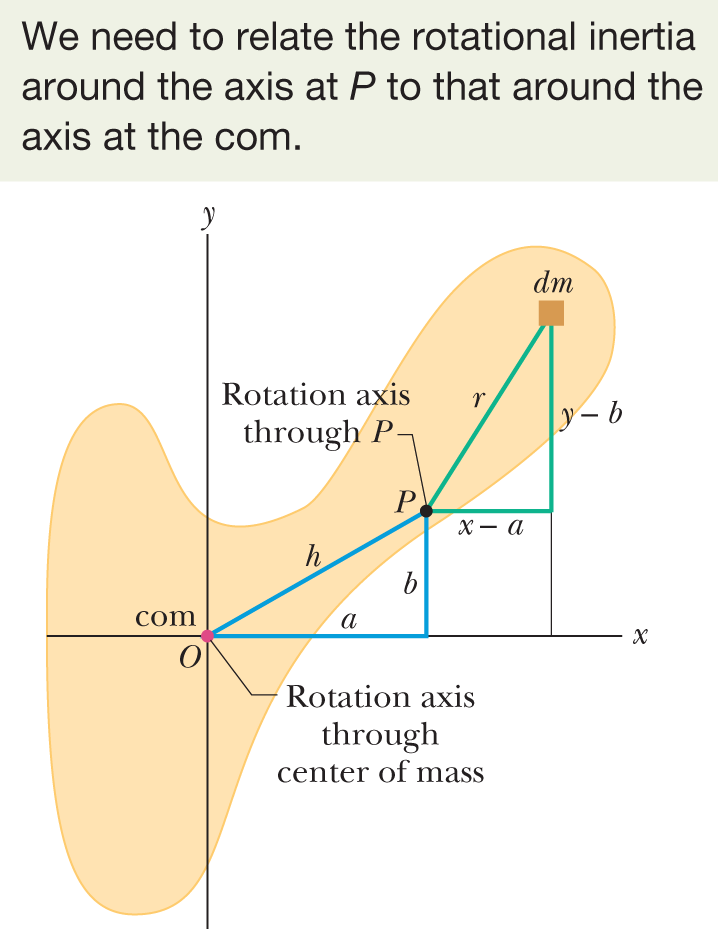 We need to relate the rotational inertia
around the axis at P to that around the
axis at the com.
y
dm
Rotation axis
through P
r
y – b
P
x – a
h
b
com
a
x
O
Rotation axis
through
center of mass